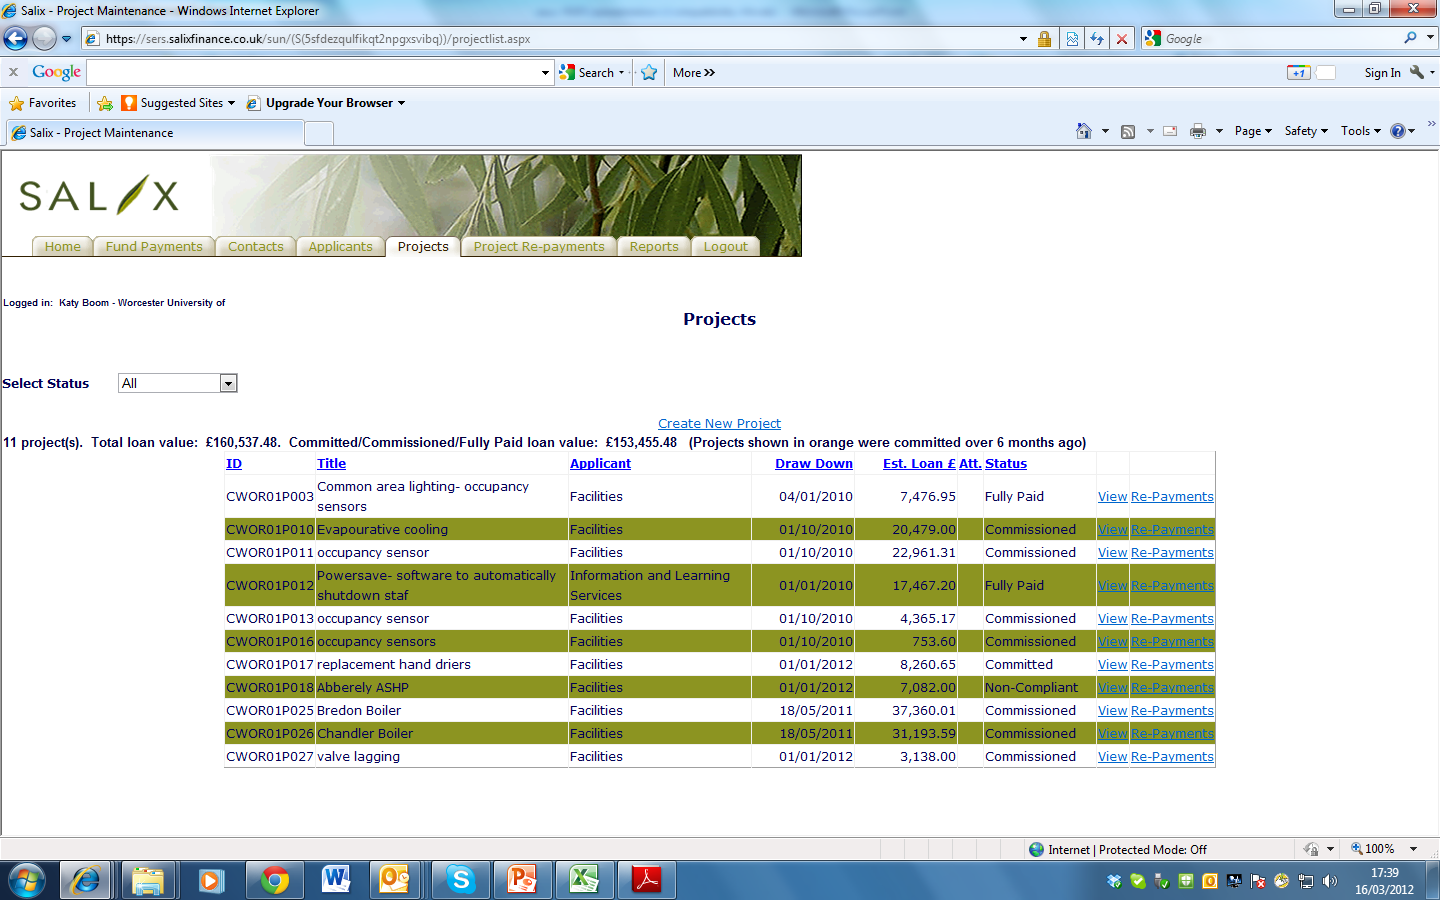 Salix - Project Maintenance - Windows Internet Explorer
https://sers.salixfinance.co.uk/sun/(S(5sfdezqulfikqt2npgxsvibq))/projectlist.aspx
Google
Google Search More »
+1 Sign In
Favorites Suggested Sites Upgrade Your Browser
Salix - Project Maintenance
Page Safety Tools
SALIX
Home Fund Payments Contacts Applicants Projects Project Re-payments Reports Logout
Logged in: Katy Boom - Worcester University of
Projects
Select Status All
Create New Project
11 project(s). Total loan value: £160,537.48. Committed/Commissioned/Fully Paid loan value: £153,455.48 (Projects shown in orange were committed over 6 months ago)
ID Title Applicant Draw Down Est. Loan £ Att. Status
CWOR01P003 Common area lighting- occupancy sensors Facilities 04/01/2010 7,476.95 Fully Paid View Re-Payments
CWOR01P010 Evapourative cooling Facilities 01/10/2010 20,479.00 Commissioned View Re-Payments
CWOR01P011 occupancy sensor Facilities 01/10/2010 22,961.31 Commissioned View Re-Payments
CWOR01P012 Powersave- software to automatically shutdown staf Information and Learning Services 01/01/2010 17,467.20 Fully Paid View Re-Payments
CWOR01P013 occupancy sensor Facilities 01/10/2010 4,365.17 Commissioned View Re-Payments
CWOR01P016 occupancy sensors Facilities 01/10/2010 753.60 Commissioned View Re-Payments
CWOR01P017 replacement hand driers Facilities 01/01/2012 8,260.65 Committed View Re-Payments
CWOR01P018 Abberely ASHP Facilities 01/01/2012 7,082.00 Non-Compliant View Re-Payments
CWOR01P025 Bredon Boiler Facilities 18/05/2011 37,360.01 Commissioned View Re-Payments
CWOR01P026 Chandler Boiler Facilities 18/05/2011 31,193.59 Commissioned View Re-Payments
CWOR01P027 valve lagging Facilities 01/01/2012 3,138.00 Commissioned View Re-Payments
Internet | Protected Mode: Off
100%
17:39
16/03/2012